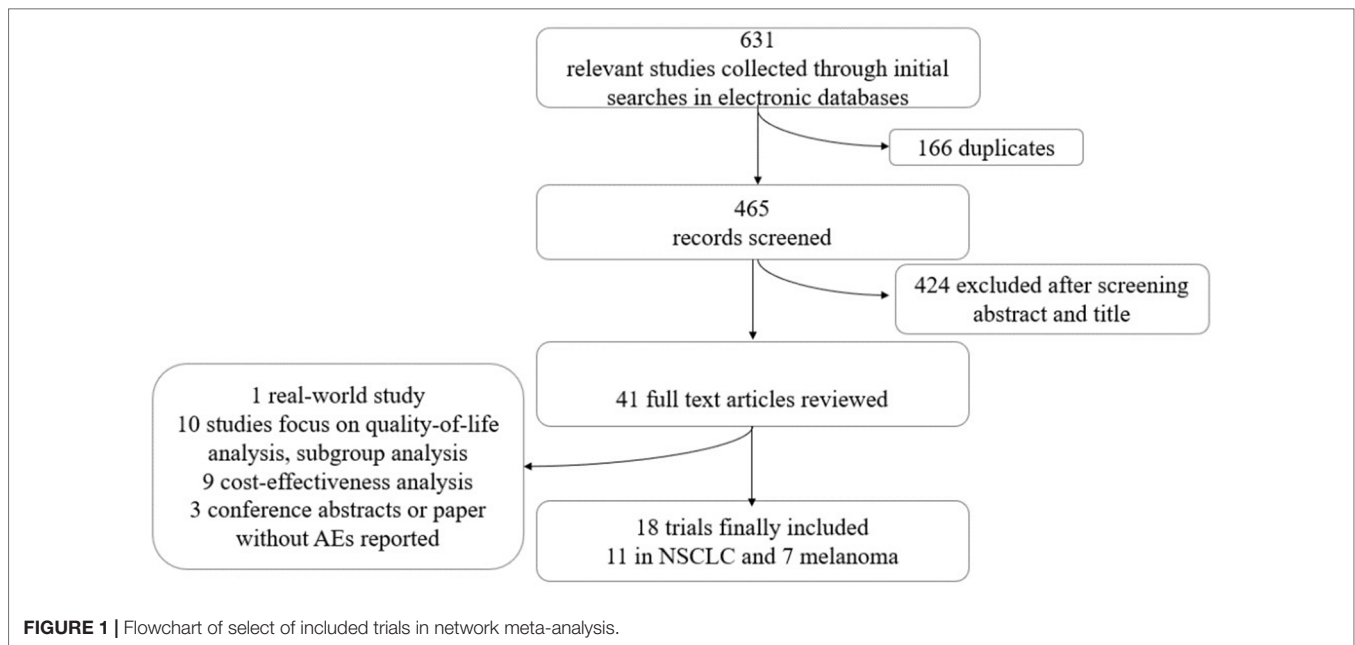 631
relevant studies collected through initial
searches in electronic databases
166 duplicates
465
records screened
424 excluded after screening
abstract and title
41 full text articles reviewed
1 real-world study
10 studies focus on quality-of-life
analysis, subgroup analysis
9 cost-effectiveness analysis
3 conference abstracts or paper
without AEs reported
18 trials finally included
11 in NSCLC and 7 melanoma
FIGURE 1 | Flowchart of select of included trials in network meta-analysis.